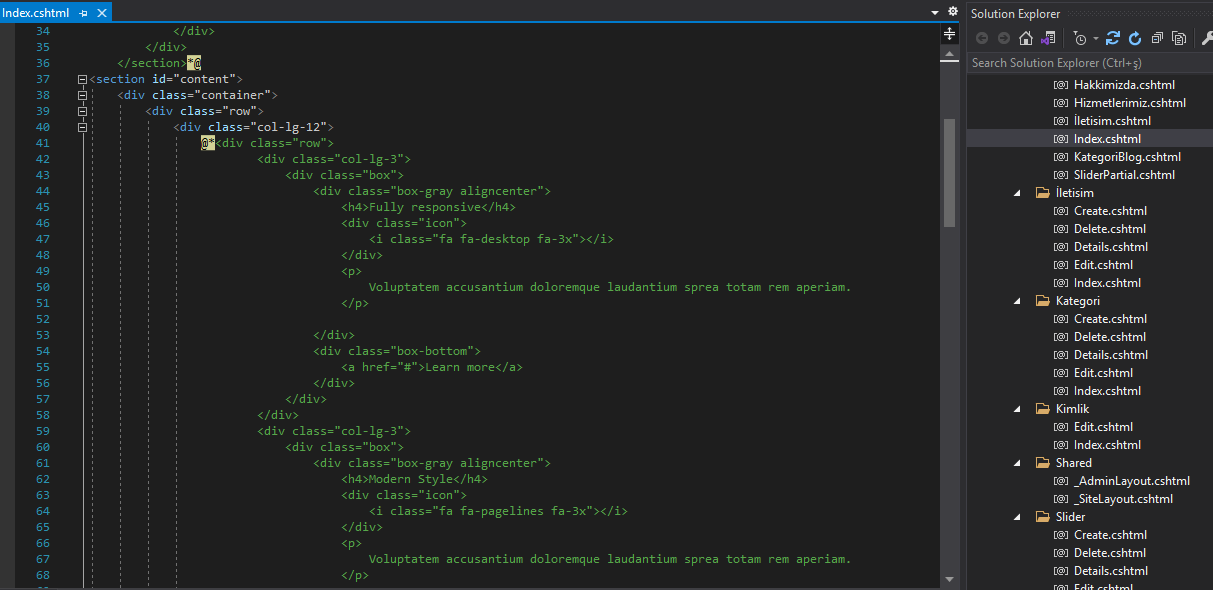 Index.cshtml
34 </div>
35 </div>
36 </section>*@
37 <section id="content">
38 <div class="container">
39 <div class="row">
40 <div class="col-lg-12">
41 @*<div class="row">
42 <div class="col-lg-3">
43 <div class="box">
44 <div class="box-gray aligncenter">
45 <h4>Fully responsive</h4>
46 <div class="icon">
47 <i class="fa fa-desktop fa-3x"></i>
48 </div>
49 <p>
50 Voluptatem accusantium doloremque laudantium sprea totam rem aperiam.
51 </p>
52
53 </div>
54 <div class="box-bottom">
55 <a href="#">Learn more</a>
56 </div>
57 </div>
58 </div>
59 <div class="col-lg-3">
60 <div class="box">
61 <div class="box-gray aligncenter">
62 <h4>Modern Style</h4>
63 <div class="icon">
64 <i class="fa fa-pagelines fa-3x"></i>
65 </div>
66 <p>
67 Voluptatem accusantium doloremque laudantium sprea totam rem aperiam.
68 </p>
Solution Explorer
Search Solution Explorer (Ctrl+ş)
Hakkimizda.cshtml
Hizmetlerimiz.cshtml
İletisim.cshtml
Index.cshtml
KategoriBlog.cshtml
SliderPartial.cshtml
İletisim
Create.cshtml
Delete.cshtml
Details.cshtml
Edit.cshtml
Index.cshtml
Kategori
Create.cshtml
Delete.cshtml
Details.cshtml
Edit.cshtml
Index.cshtml
Kimlik
Edit.cshtml
Index.cshtml
Shared
_AdminLayout.cshtml
_SiteLayout.cshtml
Slider
Create.cshtml
Delete.cshtml
Details.cshtml
Edit.cshtml